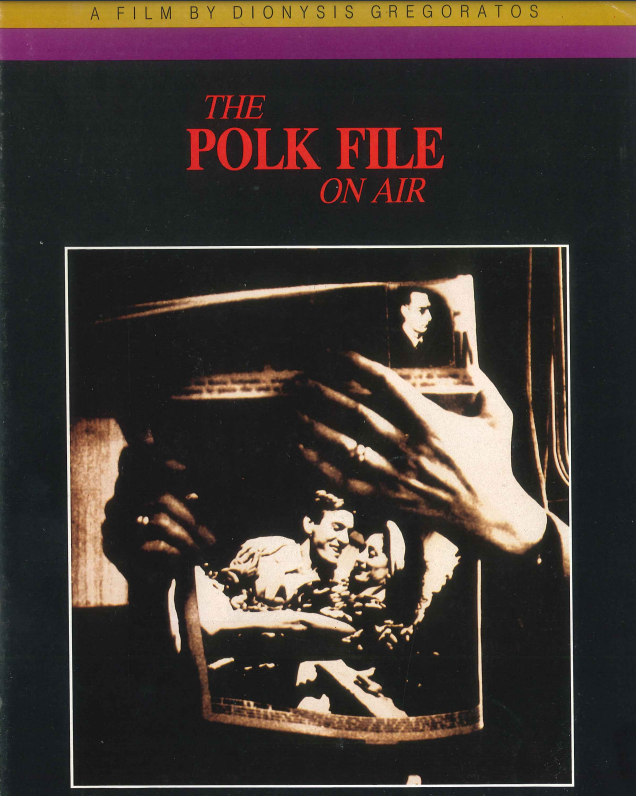 A FILM BY DIONYSIS GREGORATOS
THE
POLK FILE
ON AIR